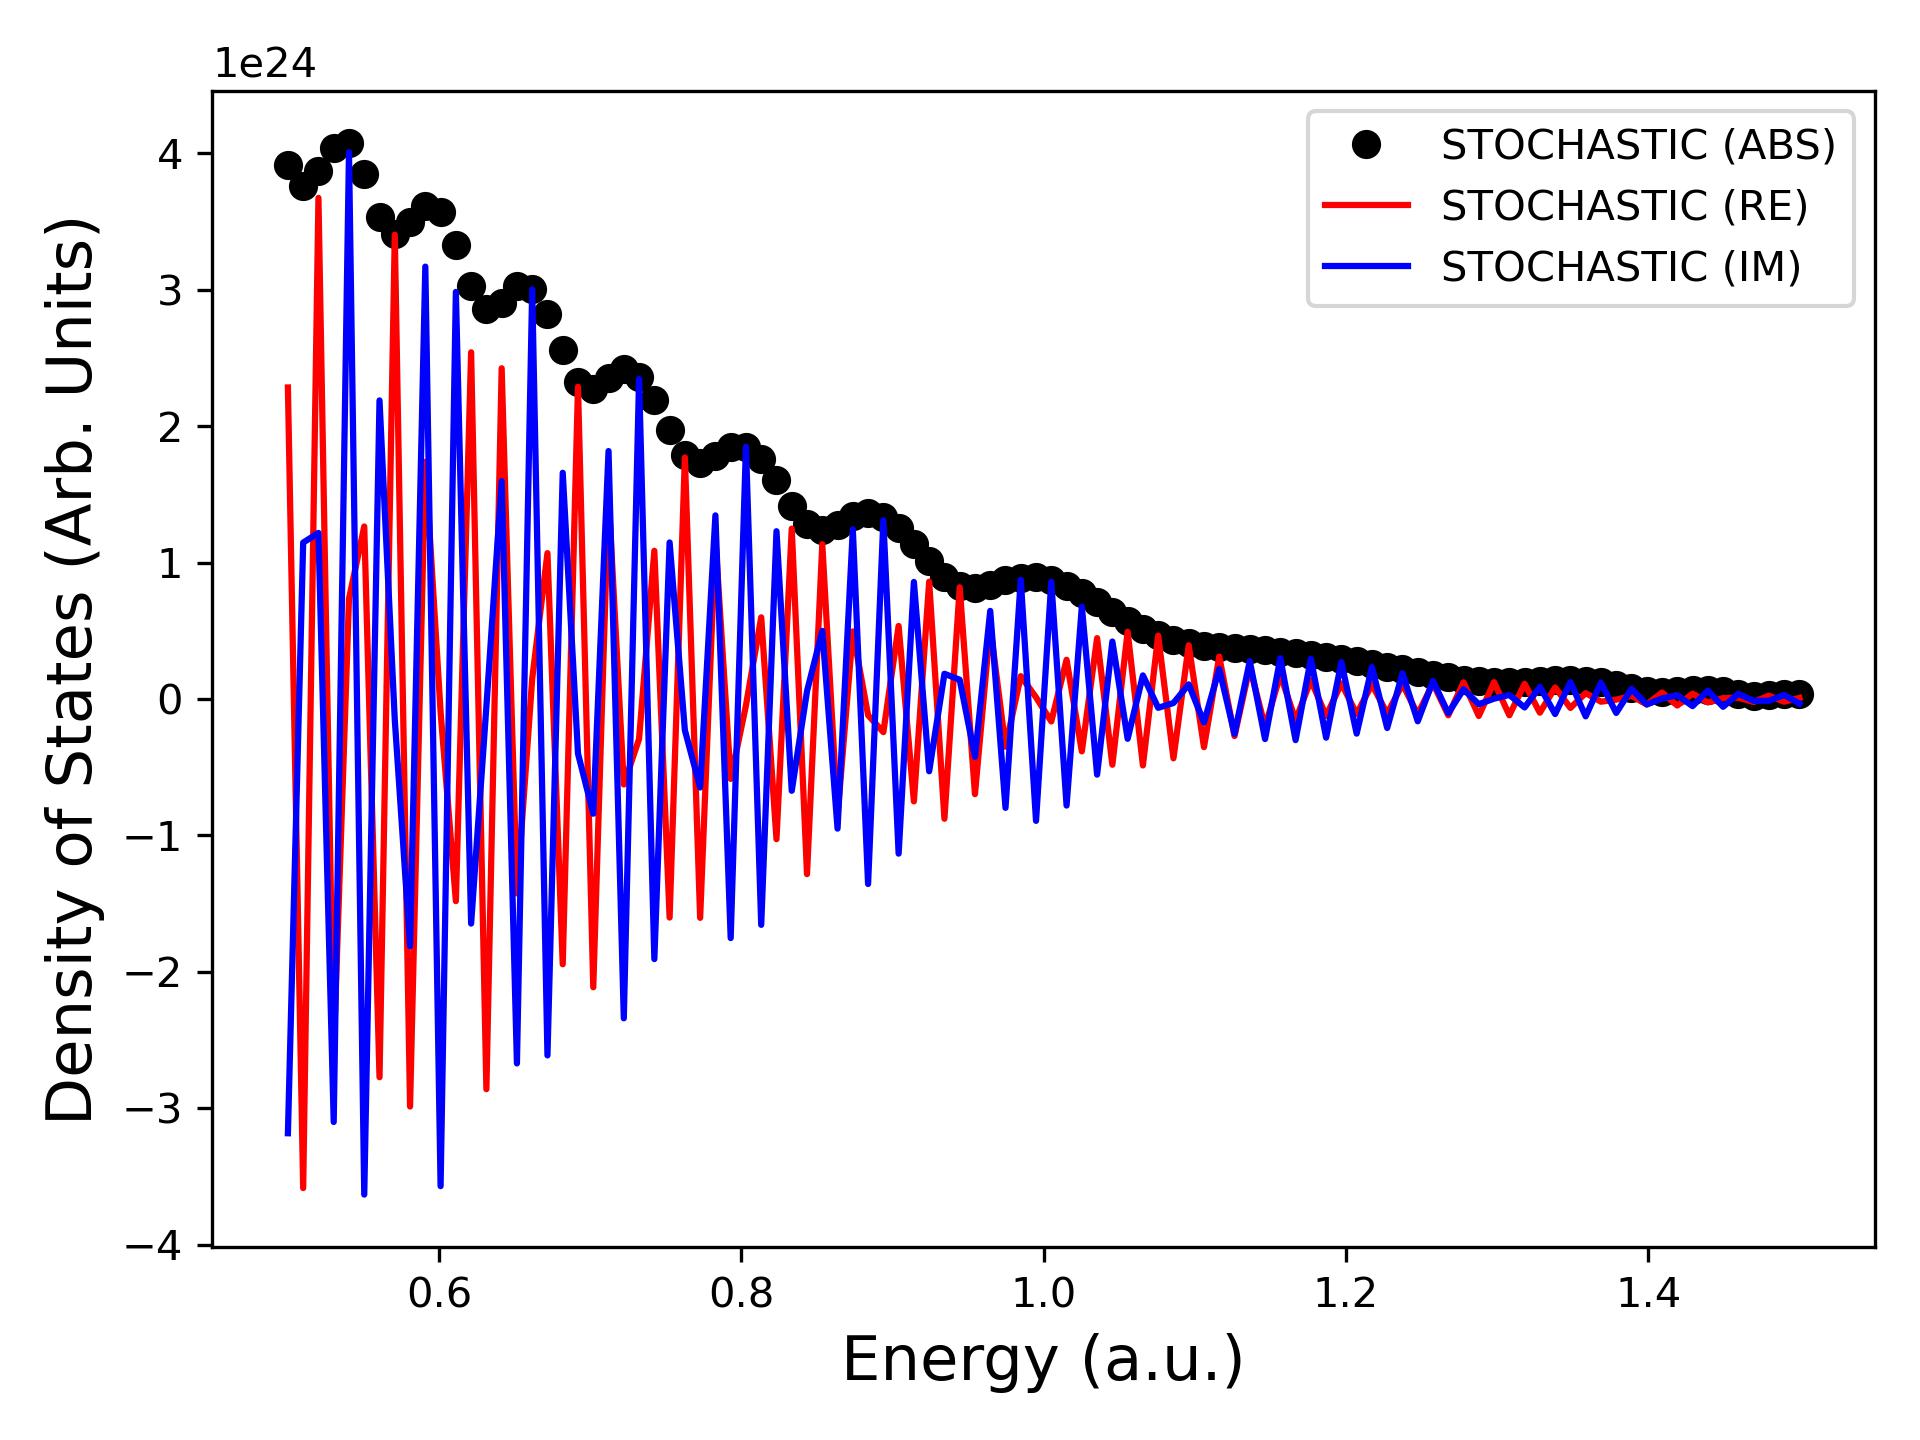 1e24
STOCHASTIC (ABS)
STOCHASTIC (RE)
STOCHASTIC (IM)
Density of States (Arb. Units)
4
3
2
1
0
−1
−2
−3
−4
0.6 0.8 1.0 1.2 1.4
Energy (a.u.)